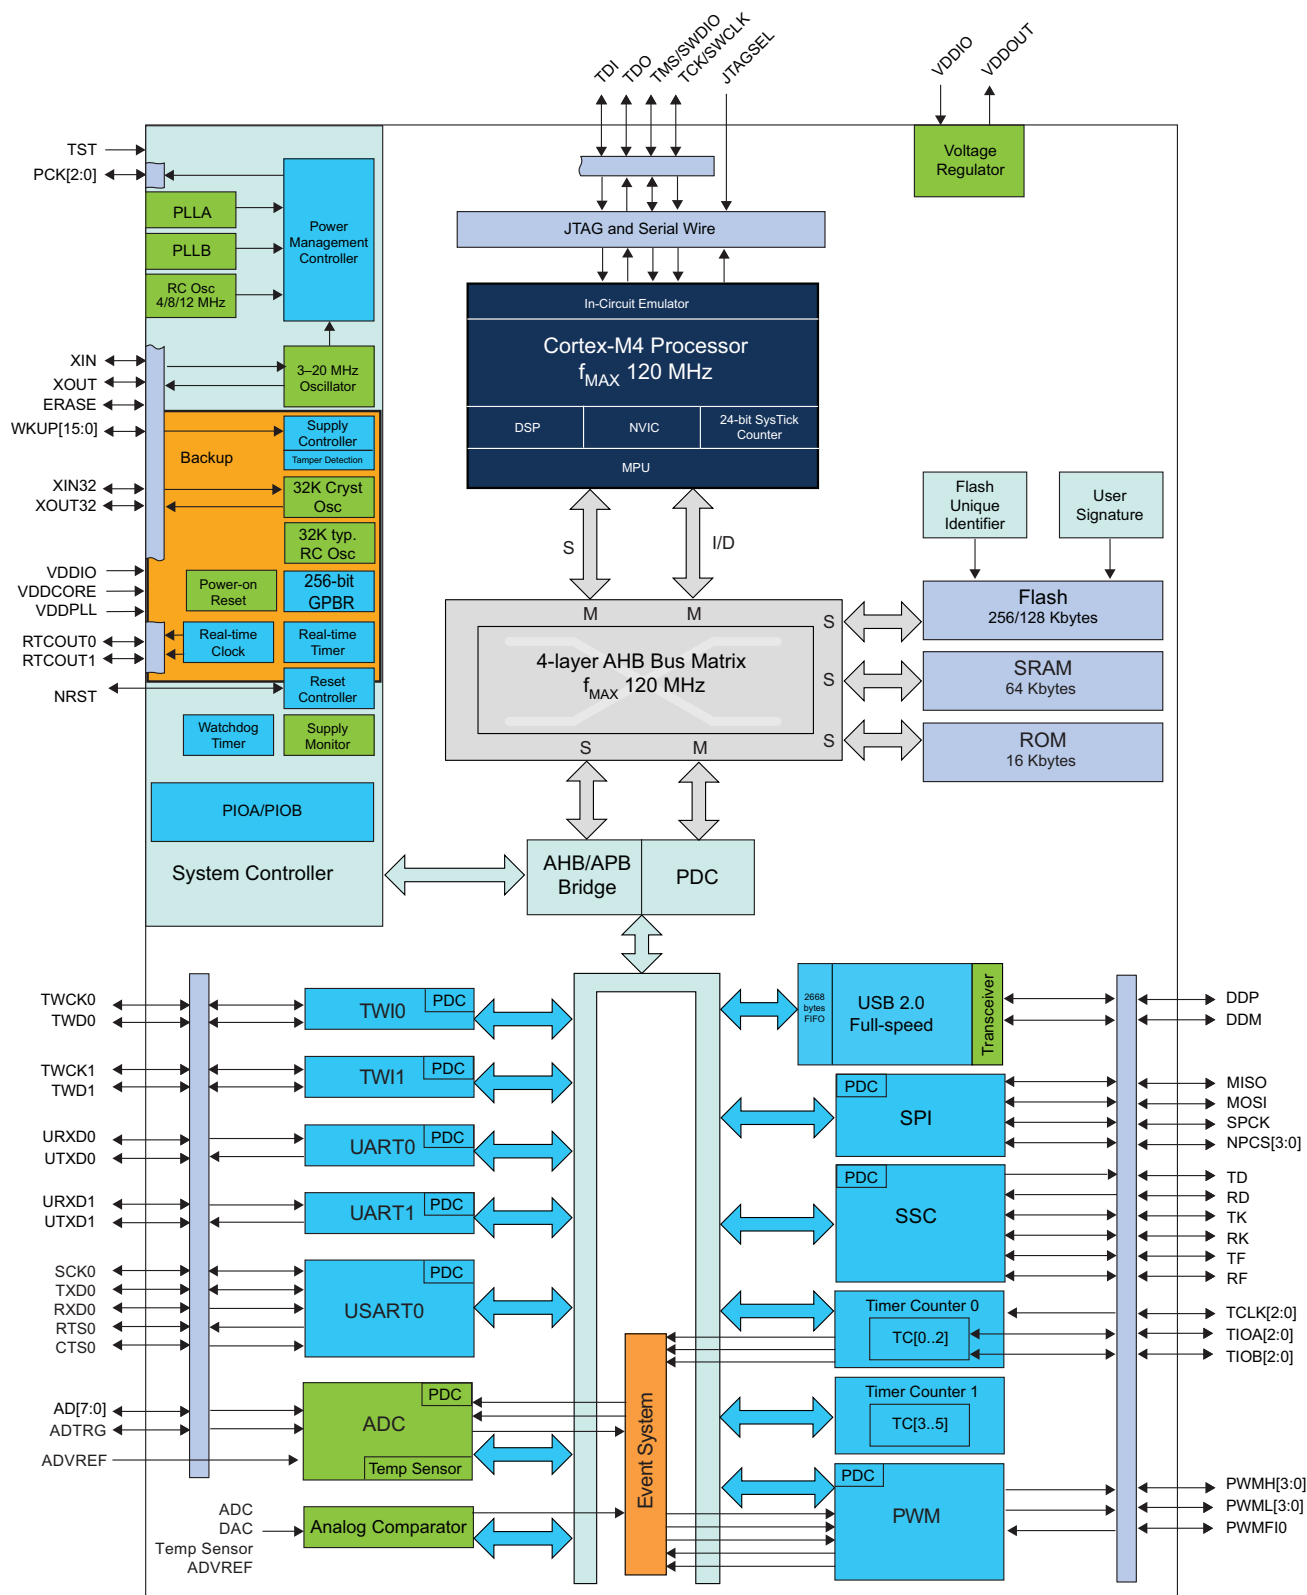 TDI
TDO
TMS/SWDIO
TCK/SWCLK
JTAGSEL
VDDIO
VDDOUT
Voltage
Regulator
TST
PCK[2:0]
PLLA
PLLB
RC Osc
4/8/12 MHz
Power
Management
Controller
JTAG and Serial Wire
In-Circuit Emulator
Cortex-M4 Processor
fMAX 120 MHz
DSP
NVIC
24-bit SysTick
Counter
MPU
XIN
XOUT
ERASE
WKUP[15:0]
3–20 MHz
Oscillator
Backup
Supply
Controller
Tamper Detection
XIN32
XOUT32
32K Cryst
Osc
32K typ.
RC Osc
VDDIO
VDDCORE
VDDPLL
Power-on
Reset
256-bit
GPBR
RTCOUT0
RTCOUT1
Real-time
Clock
Real-time
Timer
NRST
Reset
Controller
Watchdog
Timer
Supply
Monitor
PIOA/PIOB
System Controller
S
I/D
M
M
4-layer AHB Bus Matrix
fMAX 120 MHz
S
S
S
S
M
Flash
Unique
Identifier
User
Signature
Flash
256/128 Kbytes
SRAM
64 Kbytes
ROM
16 Kbytes
AHB/APB
Bridge
PDC
TWCK0
TWD0
TWI0
PDC
TWCK1
TWD1
TWI1
PDC
URXD0
UTXD0
UART0
PDC
URXD1
UTXD1
UART1
PDC
SCK0
TXD0
RXD0
RTS0
CTS0
USART0
PDC
AD[7:0]
ADTRG
ADVREF
ADC
PDC
Temp Sensor
ADC
DAC
Temp Sensor
ADVREF
Analog Comparator
Event System
2668
bytes
FIFO
USB 2.0
Full-speed
Transceiver
DDP
DDM
PDC
SPI
MISO
MOSI
SPCK
NPCS[3:0]
PDC
SSC
TD
RD
TK
RK
TF
RF
Timer Counter 0
TC[0..2]
TCLK[2:0]
TIOA[2:0]
TIOB[2:0]
Timer Counter 1
TC[3..5]
PDC
PWM
PWMH[3:0]
PWML[3:0]
PWMFI0